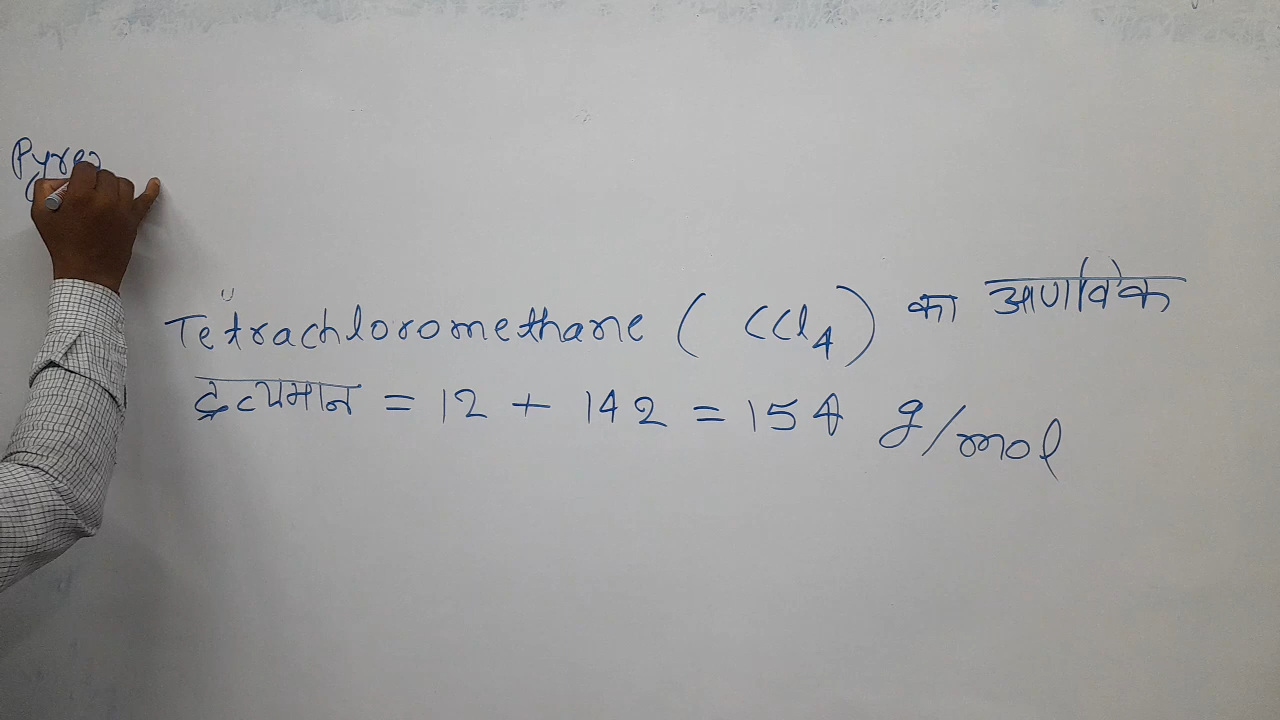 Tetrachloromethane ( CCl4 ) का आणविक
द्रव्यमान = 12 + 142 = 154 g/mol